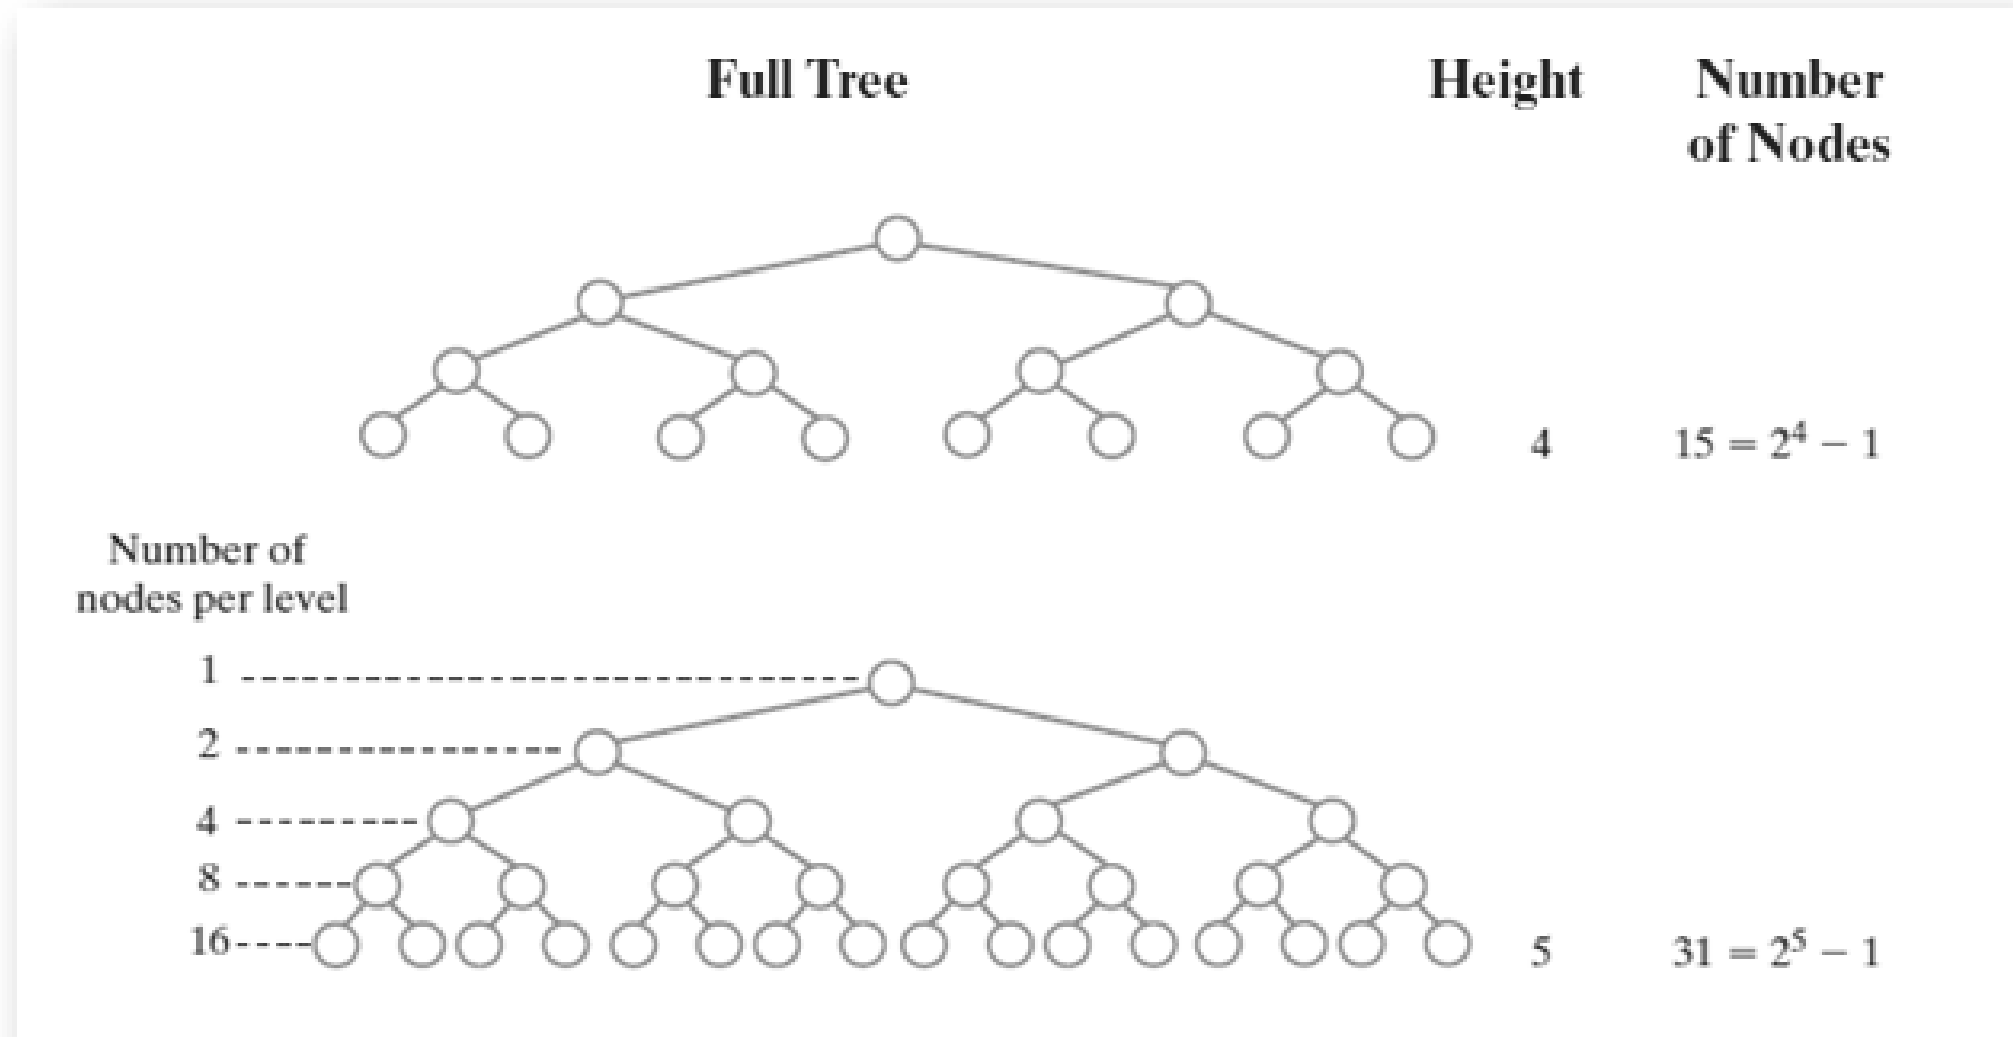 Full Tree
Height
Number
of Nodes
4
15 = 2⁴ – 1
Number of
nodes per level
1
2
4
8
16
5
31 = 2⁵ – 1